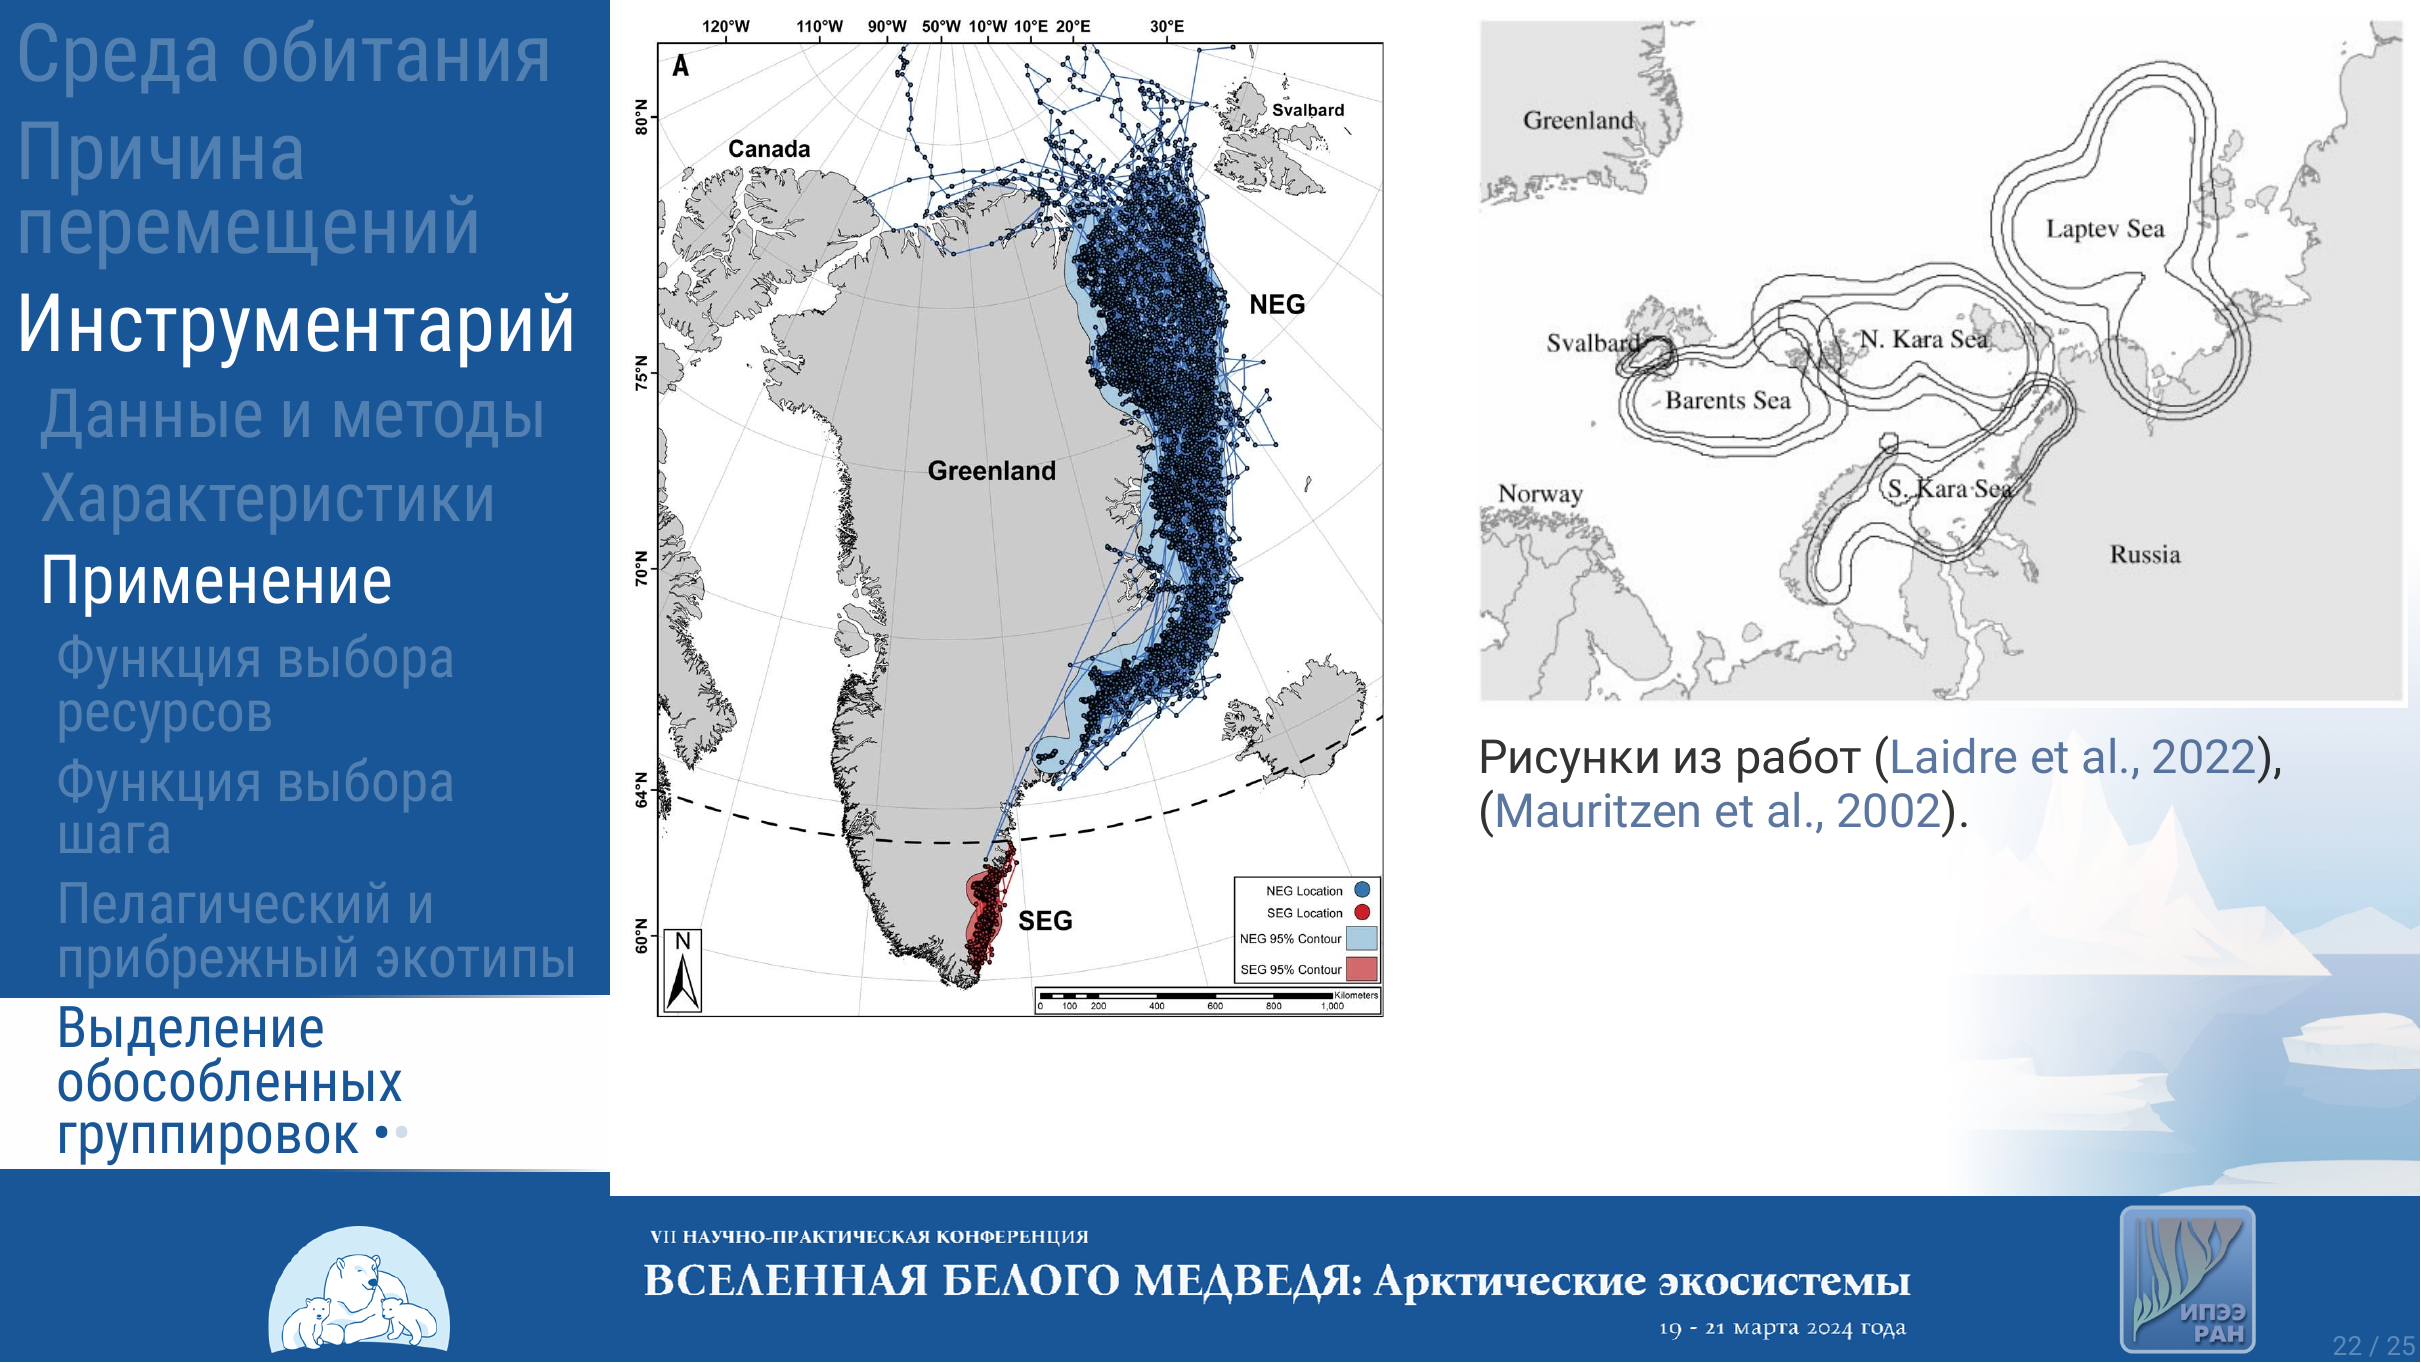 Среда обитания
Причина
перемещений
Инструментарий
Данные и методы
Характеристики
Применение
Функция выбора
ресурсов
Функция выбора
шага
Пелагический и
прибрежный экотипы
Выделение
обособленных
группировок
120°W 110°W 90°W 50°W 10°W 10°E 20°E 30°E
A
80°N
75°N
70°N
64°N
60°N
Svalbard
Canada
NEG
Greenland
SEG
N
NEG Location
SEG Location
NEG 95% Contour
SEG 95% Contour
Kilometers
0 100 200 400 600 800 1,000
Greenland
Laptev Sea
N. Kara Sea
Svalbard
Barents Sea
S. Kara Sea
Norway
Russia
Рисунки из работ (Laidre et al., 2022),
(Mauritzen et al., 2002).
VII НАУЧНО-ПРАКТИЧЕСКАЯ КОНФЕРЕНЦИЯ
ВСЕЛЕННАЯ БЕЛОГО МЕДВЕДЯ: Арктические экосистемы
19 - 21 марта 2024 года
ИПЭЭ
РАН
22 / 25